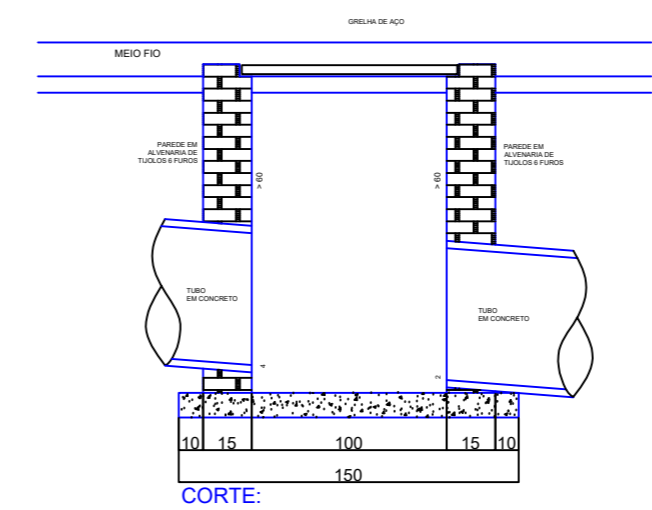 GRELHA DE AÇO
MEIO FIO
PAREDE EM
ALVENARIA DE
TIJOLOS 6 FUROS
PAREDE EM
ALVENARIA DE
TIJOLOS 6 FUROS
> 60
> 60
TUBO
EM CONCRETO
TUBO
EM CONCRETO
4
2
10 15 100 15 10
150
CORTE: